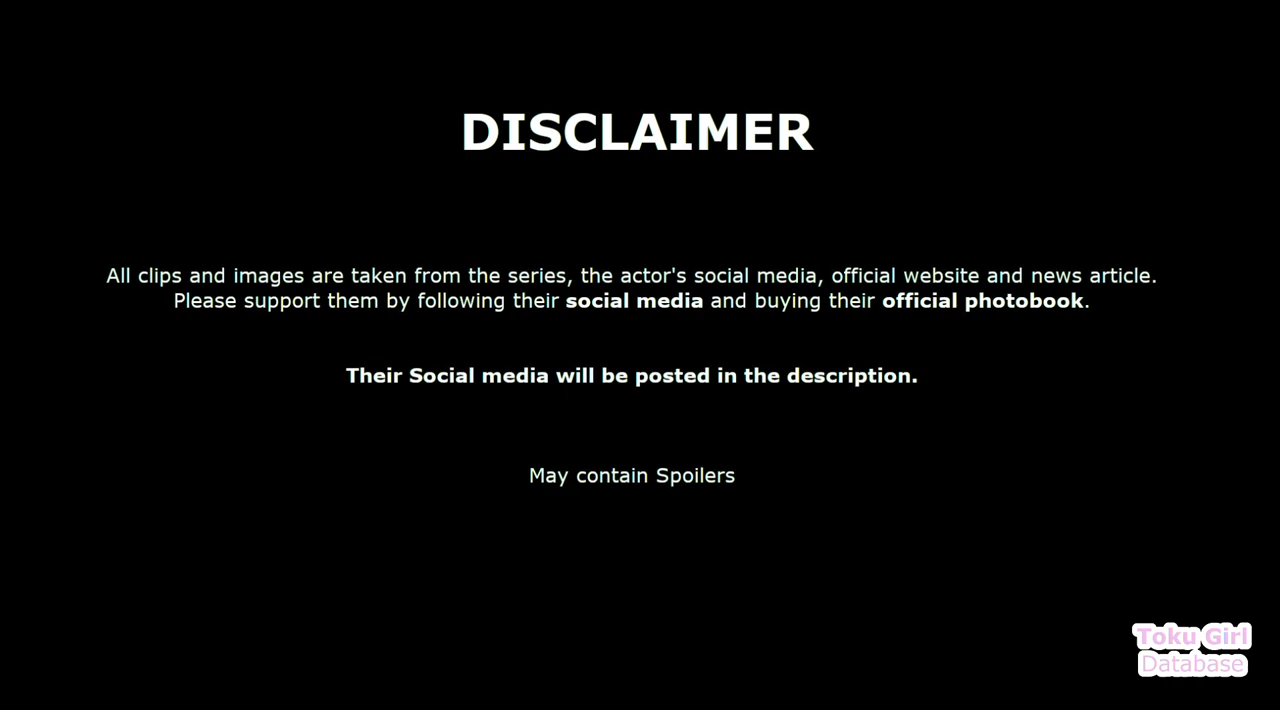 DISCLAIMER
All clips and images are taken from the series, the actor's social media, official website and news article.
Please support them by following their social media and buying their official photobook.
Their Social media will be posted in the description.
May contain Spoilers
Toku Girl
Database